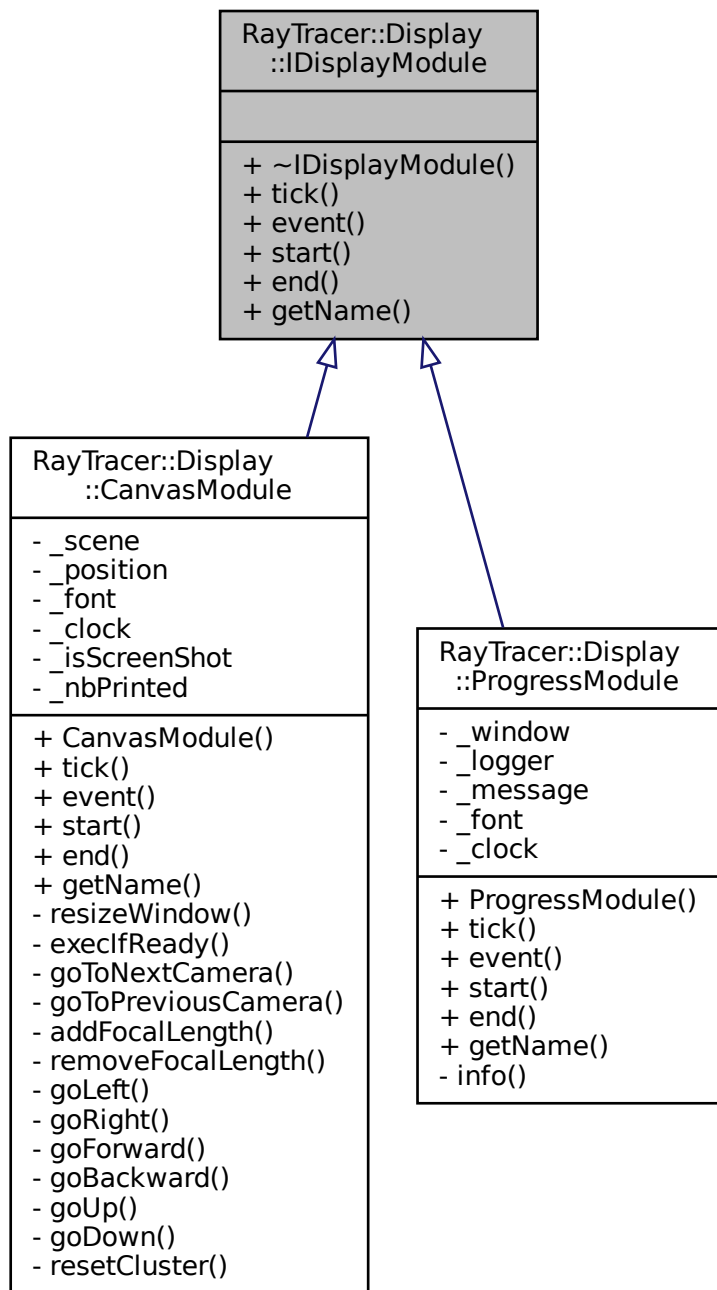 RayTracer::Display
::IDisplayModule
+ ~IDisplayModule()
+ tick()
+ event()
+ start()
+ end()
+ getName()
RayTracer::Display
::CanvasModule
- _scene
- _position
- _font
- _clock
- _isScreenShot
- _nbPrinted
+ CanvasModule()
+ tick()
+ event()
+ start()
+ end()
+ getName()
- resizeWindow()
- execIfReady()
- goToNextCamera()
- goToPreviousCamera()
- addFocalLength()
- removeFocalLength()
- goLeft()
- goRight()
- goForward()
- goBackward()
- goUp()
- goDown()
- resetCluster()
RayTracer::Display
::ProgressModule
- _window
- _logger
- _message
- _font
- _clock
+ ProgressModule()
+ tick()
+ event()
+ start()
+ end()
+ getName()
- info()